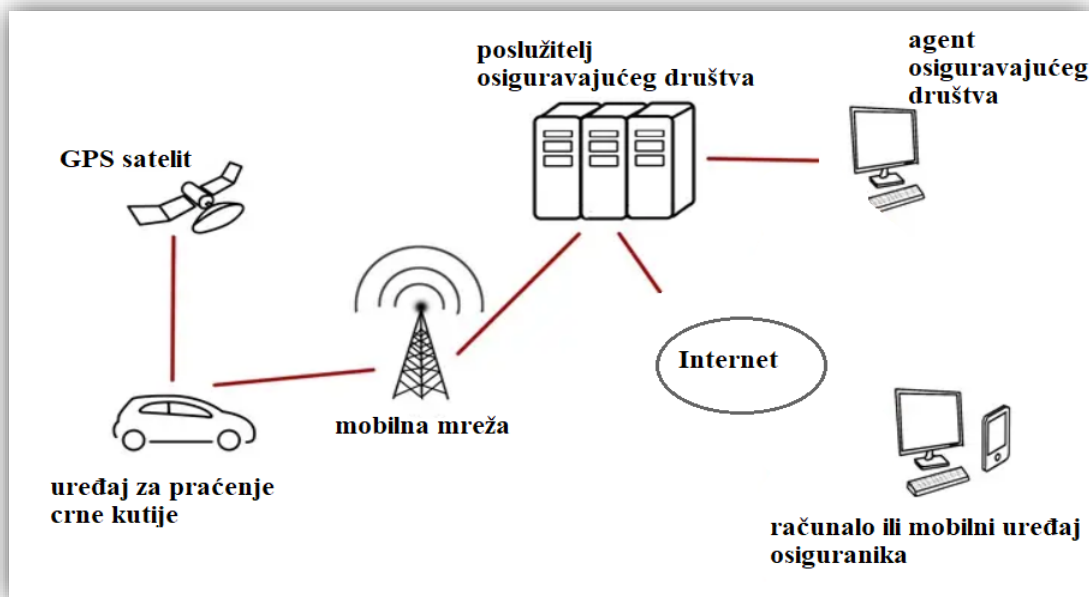 poslužitelj
osiguravajućeg društva
agent
osiguravajućeg
društva
GPS satelit
Internet
mobilna mreža
uređaj za praćenje
crne kutije
računalo ili mobilni uređaj
osiguranika